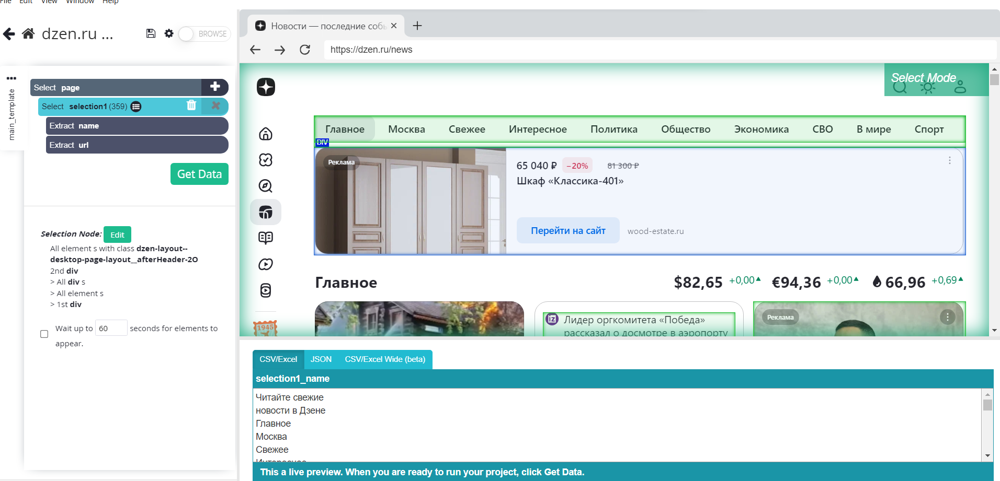 File Edit View Window Help
dzen.ru ...
BROWSE
main_template
Select page
Select selection1 (359)
Extract name
Extract url
Get Data
Selection Node: Edit
All element s with class dzen-layout--
desktop-page-layout__afterHeader-2O
2nd div
> All div s
> All element s
> 1st div
Wait up to 60 seconds for elements to
appear.
Новости — последние собы
https://dzen.ru/news
Select Mode
Главное Москва Свежее Интересное Политика Общество Экономика СВО В мире Спорт
DIV
Реклама
65 040 ₽ −20% 81 300 ₽
Шкаф «Классика-401»
Перейти на сайт wood-estate.ru
Главное
$82,65 +0,00 €94,36 +0,00 66,96 +0,69
1945
iz Лидер оргкомитета «Победа»
рассказал о досмотре в аэропорту
Реклама
CSV/Excel JSON CSV/Excel Wide (beta)
selection1_name
Читайте свежие
новости в Дзене
Главное
Москва
Свежее
Интересное
This a live preview. When you are ready to run your project, click Get Data.